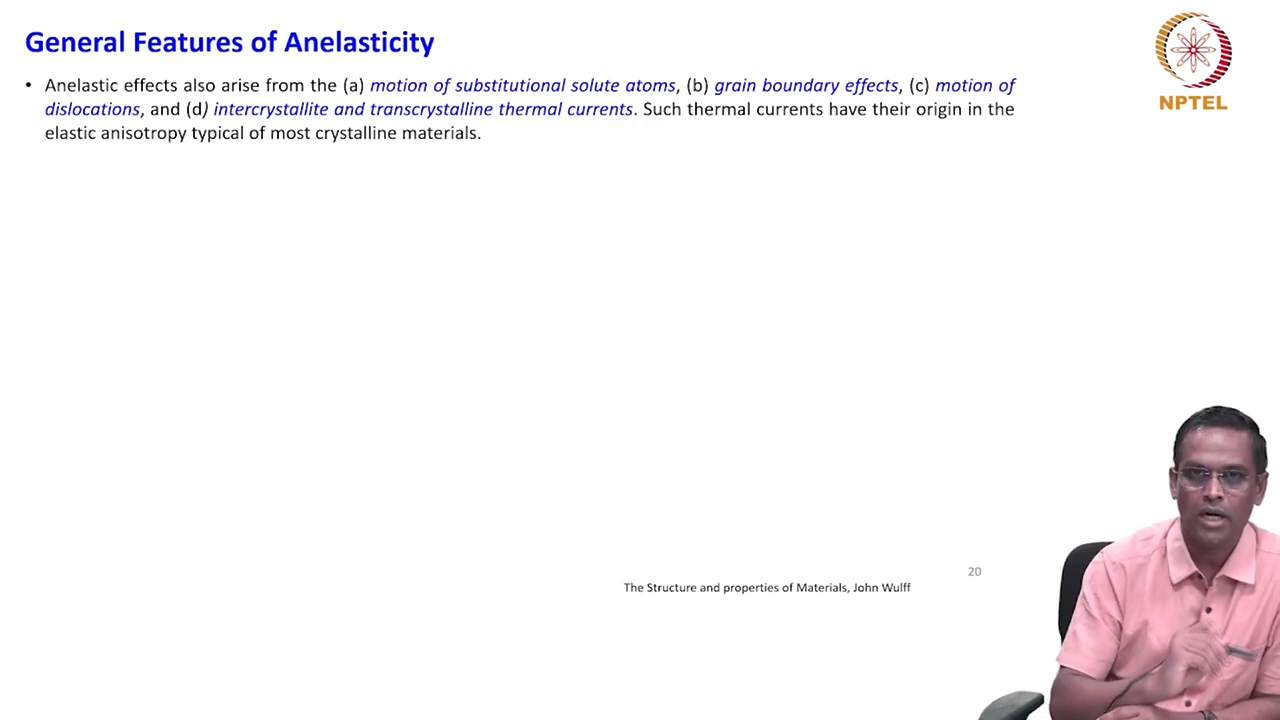 General Features of Anelasticity
• Anelastic effects also arise from the (a) motion of substitutional solute atoms, (b) grain boundary effects, (c) motion of
dislocations, and (d) intercrystallite and transcrystalline thermal currents. Such thermal currents have their origin in the
elastic anisotropy typical of most crystalline materials.
NPTEL
20
The Structure and properties of Materials, John Wulff